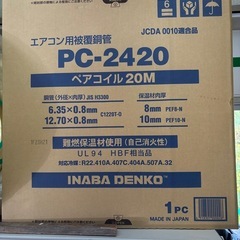 エアコン用被覆銅管
JCDA 0010適合品
PC-2420
ペアコイル 20M
銅管(外径×肉厚) JIS H3300
保温材肉厚
6.35×0.8mm
12.70×0.8mm
C1220T-O
8mm PEF8-N
10mm PEF10-N
難燃保温材使用(自己消火性)
UL94 HBF相当品
対応冷媒:R22.410A.407C.404A.507A.32
INABA DENKO
1PC
MADE IN JAPAN
6